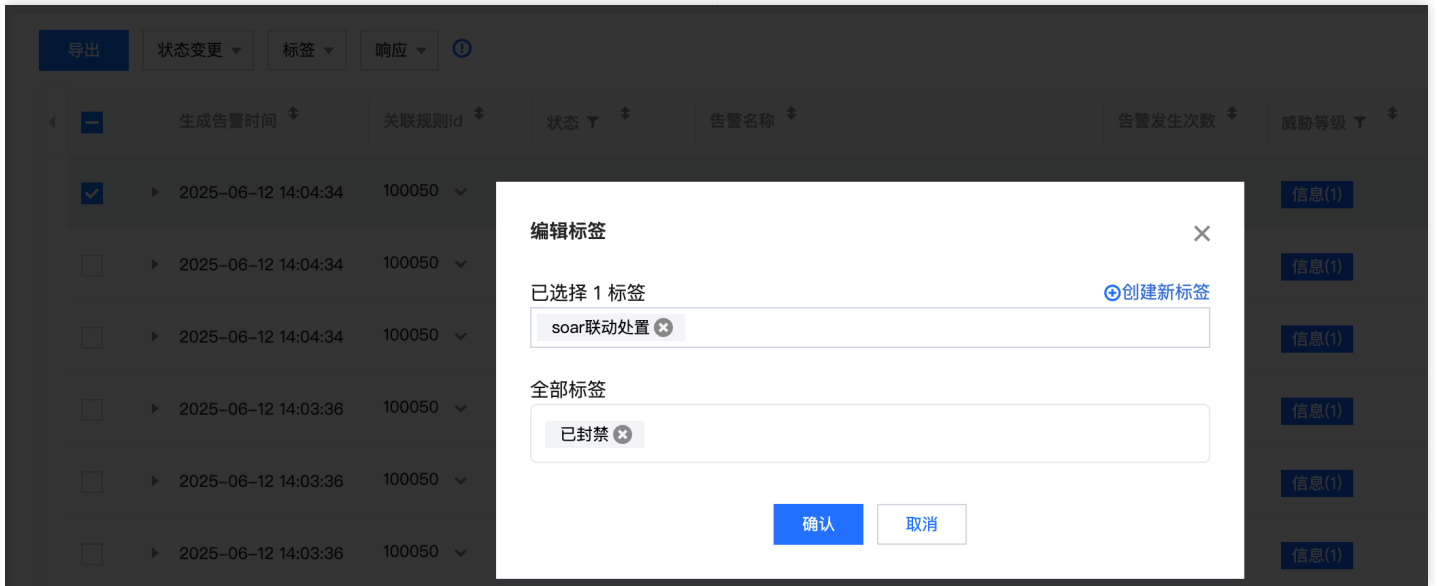 导出 状态变更 标签 响应
生成告警时间 关联规则Id 状态 告警名称 告警发生次数 威胁等级
2025-06-12 14:04:34 100050 信息(1)
编辑标签
2025-06-12 14:04:34 100050 信息(1)
已选择 1 标签 创建新标签
soar联动处置
2025-06-12 14:04:34 100050 信息(1)
全部标签
2025-06-12 14:03:36 100050 信息(1)
已封禁
2025-06-12 14:03:36 100050 信息(1)
确认 取消
2025-06-12 14:03:36 100050 信息(1)